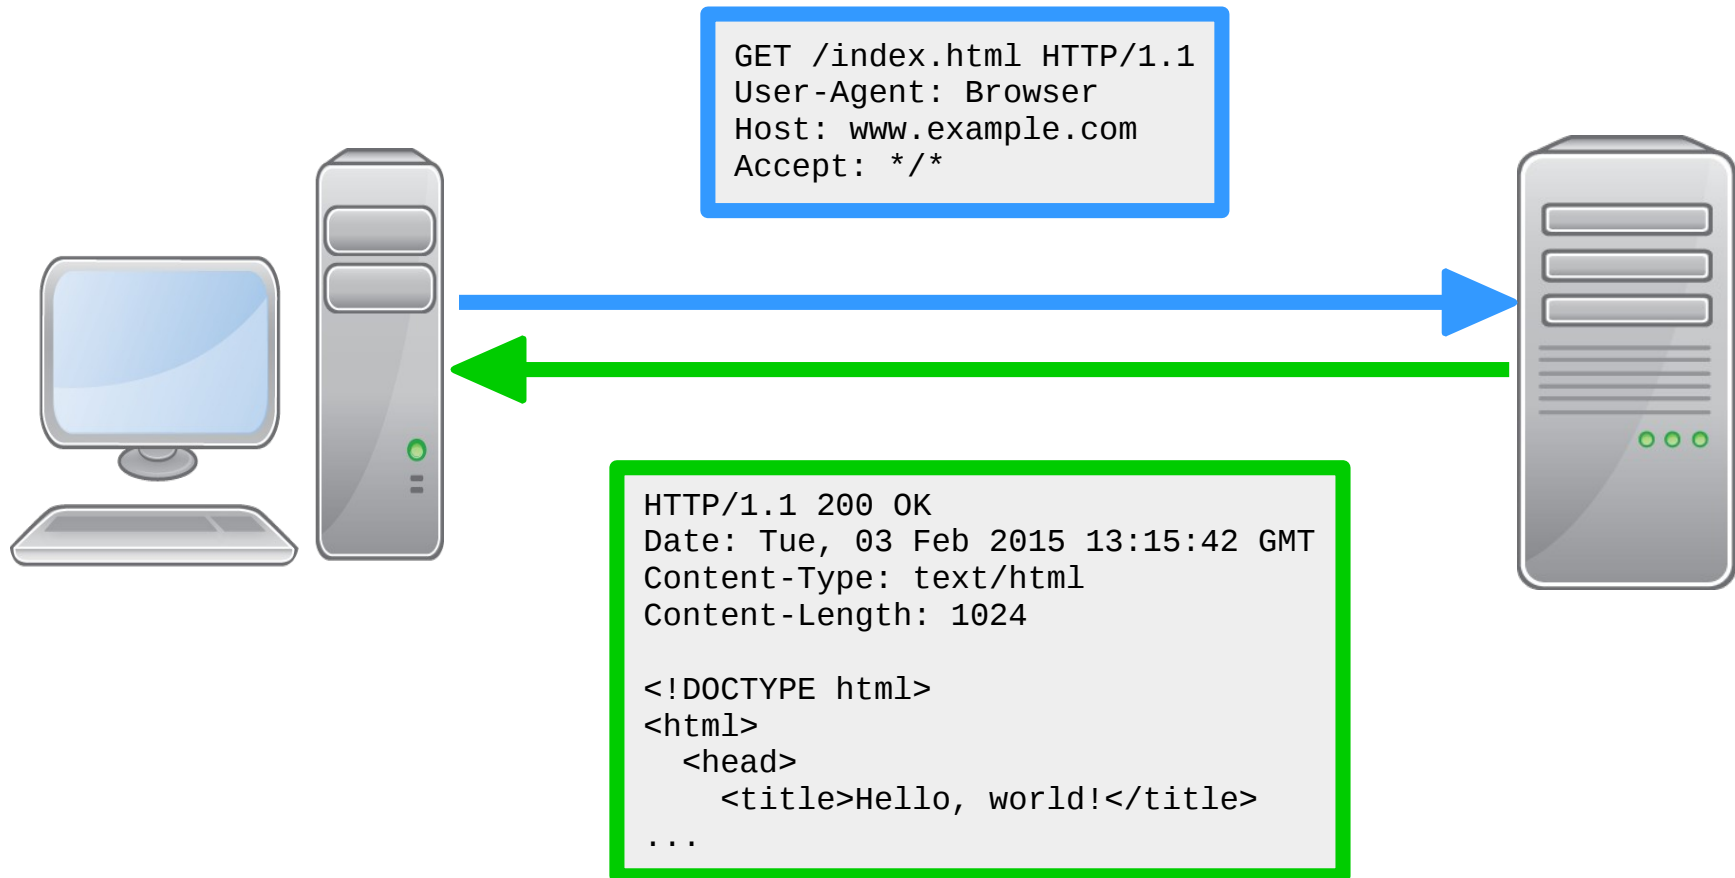 GET /index.html HTTP/1.1
User-Agent: Browser
Host: www.example.com
Accept: */*
HTTP/1.1 200 OK
Date: Tue, 03 Feb 2015 13:15:42 GMT
Content-Type: text/html
Content-Length: 1024

<!DOCTYPE html>
<html>
  <head>
    <title>Hello, world!</title>
...